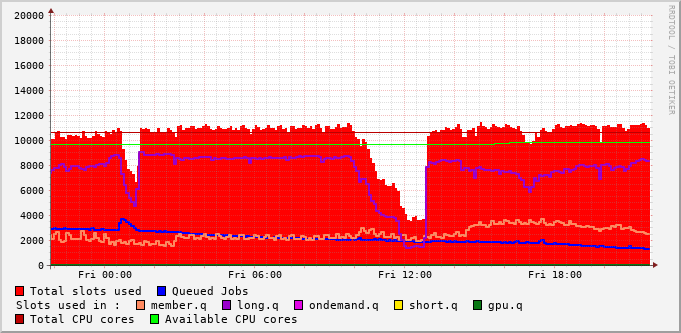 20000
18000
16000
14000
12000
10000
8000
6000
4000
2000
0
Fri 00:00 Fri 06:00 Fri 12:00 Fri 18:00
RRDTOOL / TOBI OETIKER
Total slots used Queued Jobs
Slots used in : member.q long.q ondemand.q short.q gpu.q
Total CPU cores Available CPU cores